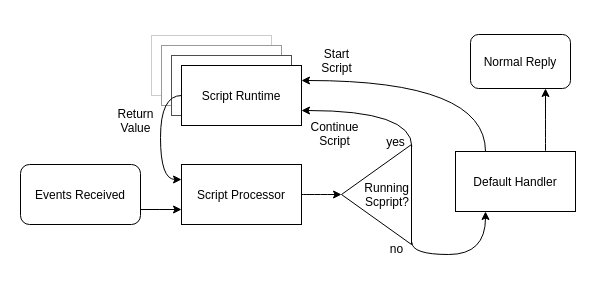 Start
Script
Normal Reply
Script Runtime
Return
Value
Continue
Script
yes
Events Received
Script Processor
Running
Scpript?
Default Handler
no